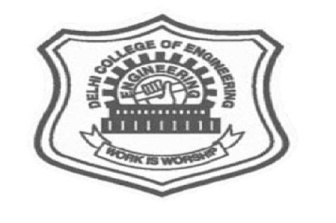 DELHI COLLEGE OF ENGINEERING
ENGINEERING
WORK IS WORSHIP